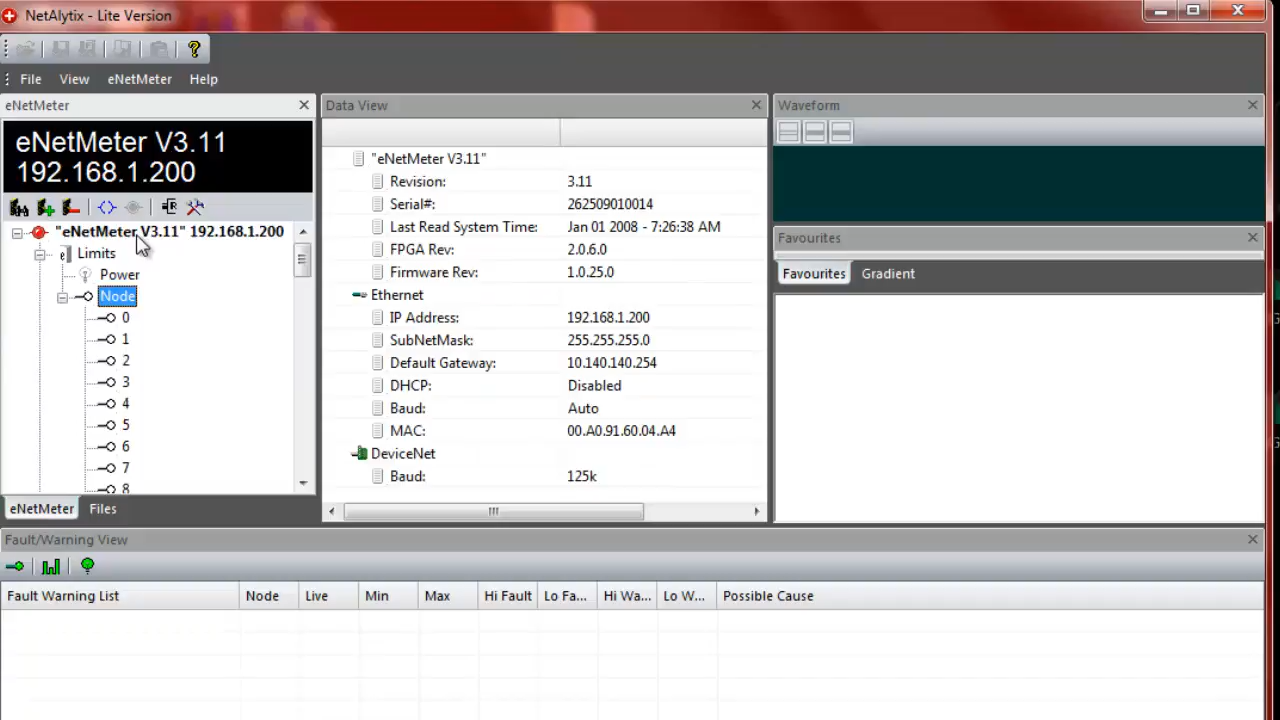 NetAlytix - Lite Version
File View eNetMeter Help
eNetMeter
eNetMeter V3.11
192.168.1.200
"eNetMeter V3.11" 192.168.1.200
Limits
Power
Node
0
1
2
3
4
5
6
7
8
eNetMeter Files
Data View
"eNetMeter V3.11"
Revision: 3.11
Serial#: 262509010014
Last Read System Time: Jan 01 2008 - 7:26:38 AM
FPGA Rev: 2.0.6.0
Firmware Rev: 1.0.25.0
Ethernet
IP Address: 192.168.1.200
SubNetMask: 255.255.255.0
Default Gateway: 10.140.140.254
DHCP: Disabled
Baud: Auto
MAC: 00.A0.91.60.04.A4
DeviceNet
Baud: 125k
Waveform
Favourites
Favourites Gradient
Fault/Warning View
Fault Warning List Node Live Min Max Hi Fault Lo Fa... Hi Wa... Lo W... Possible Cause